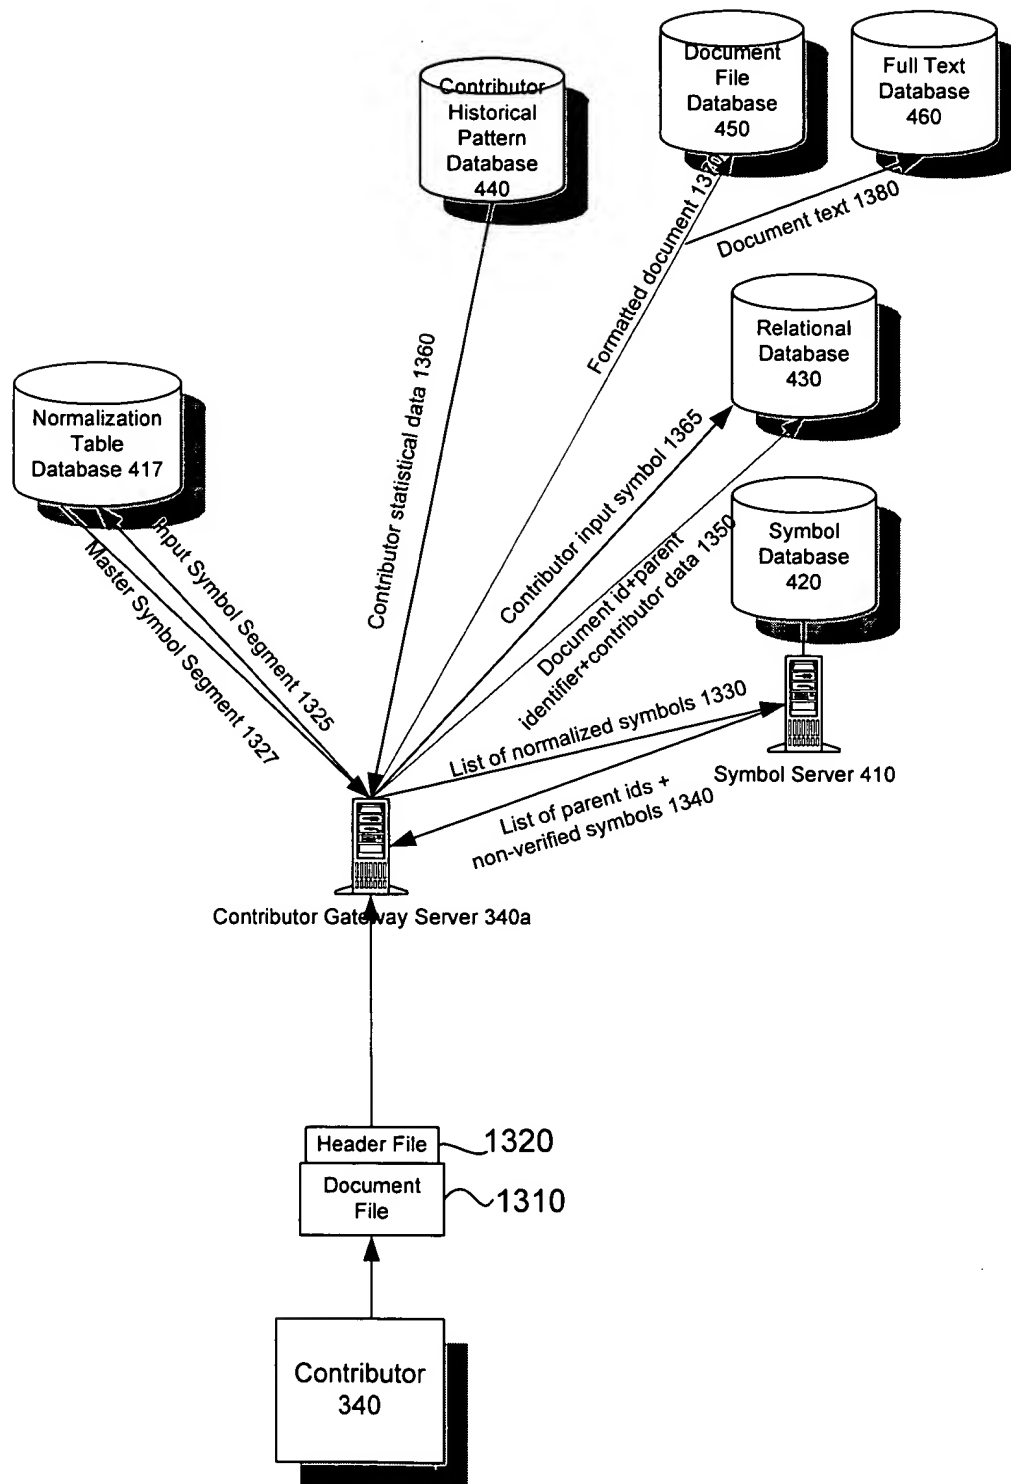 Document
File
Database
450
Full Text
Database
460
Contributor
Historical
Pattern
Database
440
Formatted document 1370
Document text 1380
Relational
Database
430
Normalization
Table
Database 417
Contributor statistical data 1360
Contributor input symbol 1365
Document id+parent
identifier+contributor data 1350
Symbol
Database
420
Input Symbol Segment 1325
Master Symbol Segment 1327
List of normalized symbols 1330
Symbol Server 410
List of parent ids +
non-verified symbols 1340
Contributor Gateway Server 340a
Header File
1320
Document
File
1310
Contributor
340